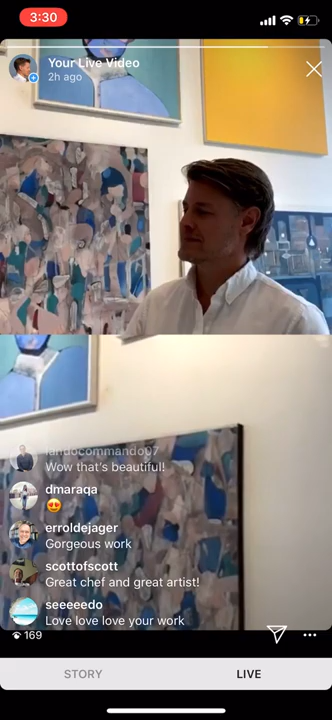 3:30
Your Live Video
2h ago
landocommando07
Wow that's beautiful!
dmaraqa
😍
erroldejager
Gorgeous work
scottofscott
Great chef and great artist!
seeeeedo
Love love love your work
169
STORY
LIVE